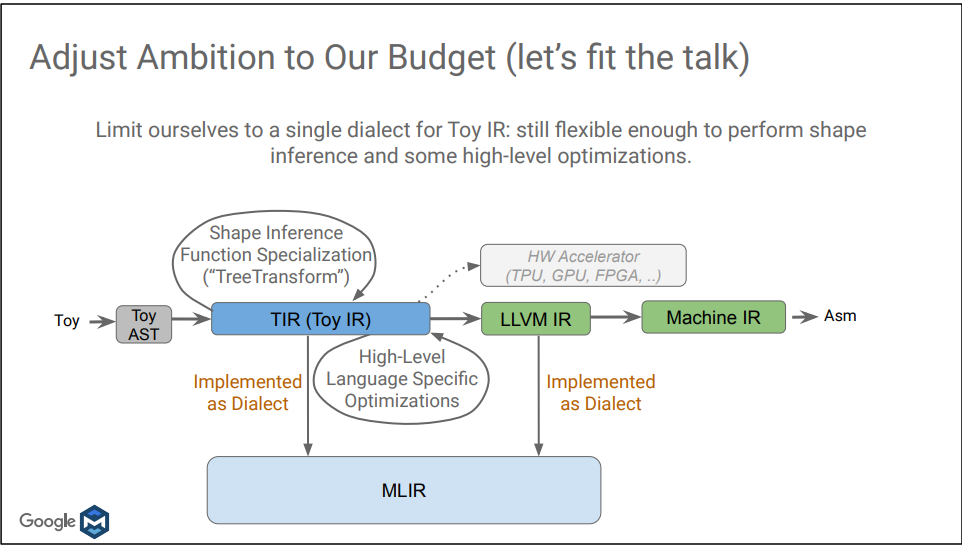 Adjust Ambition to Our Budget (let's fit the talk)
Limit ourselves to a single dialect for Toy IR: still flexible enough to perform shape
inference and some high-level optimizations.
Shape Inference
Function Specialization
(“TreeTransform”)
HW Accelerator
(TPU, GPU, FPGA, ..)
Toy
Toy
AST
TIR (Toy IR)
LLVM IR
Machine IR
Asm
High-Level
Language Specific
Optimizations
Implemented
as Dialect
Implemented
as Dialect
MLIR
Google